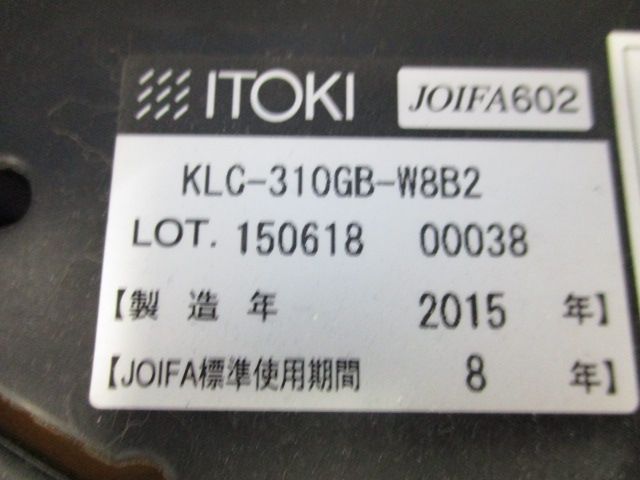 ITOKI JOIFA602
KLC-310GB-W8B2
LOT. 150618 00038
【製造年 2015 年】
【JOIFA標準使用期間 8 年】